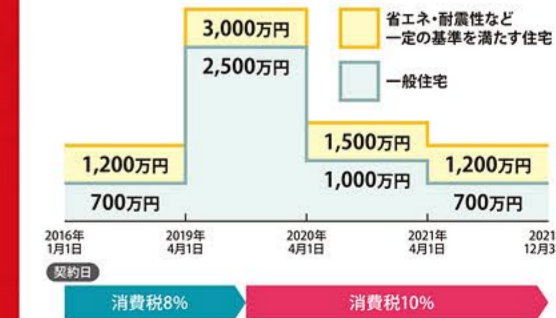 省エネ・耐震性など
一定の基準を満たす住宅
一般住宅
3,000万円
2,500万円
1,500万円
1,000万円
1,200万円
700万円
1,200万円
700万円
2016年
1月1日
2019年
4月1日
2020年
4月1日
2021年
4月1日
2021
12月3
契約日
消費税8%
消費税10%